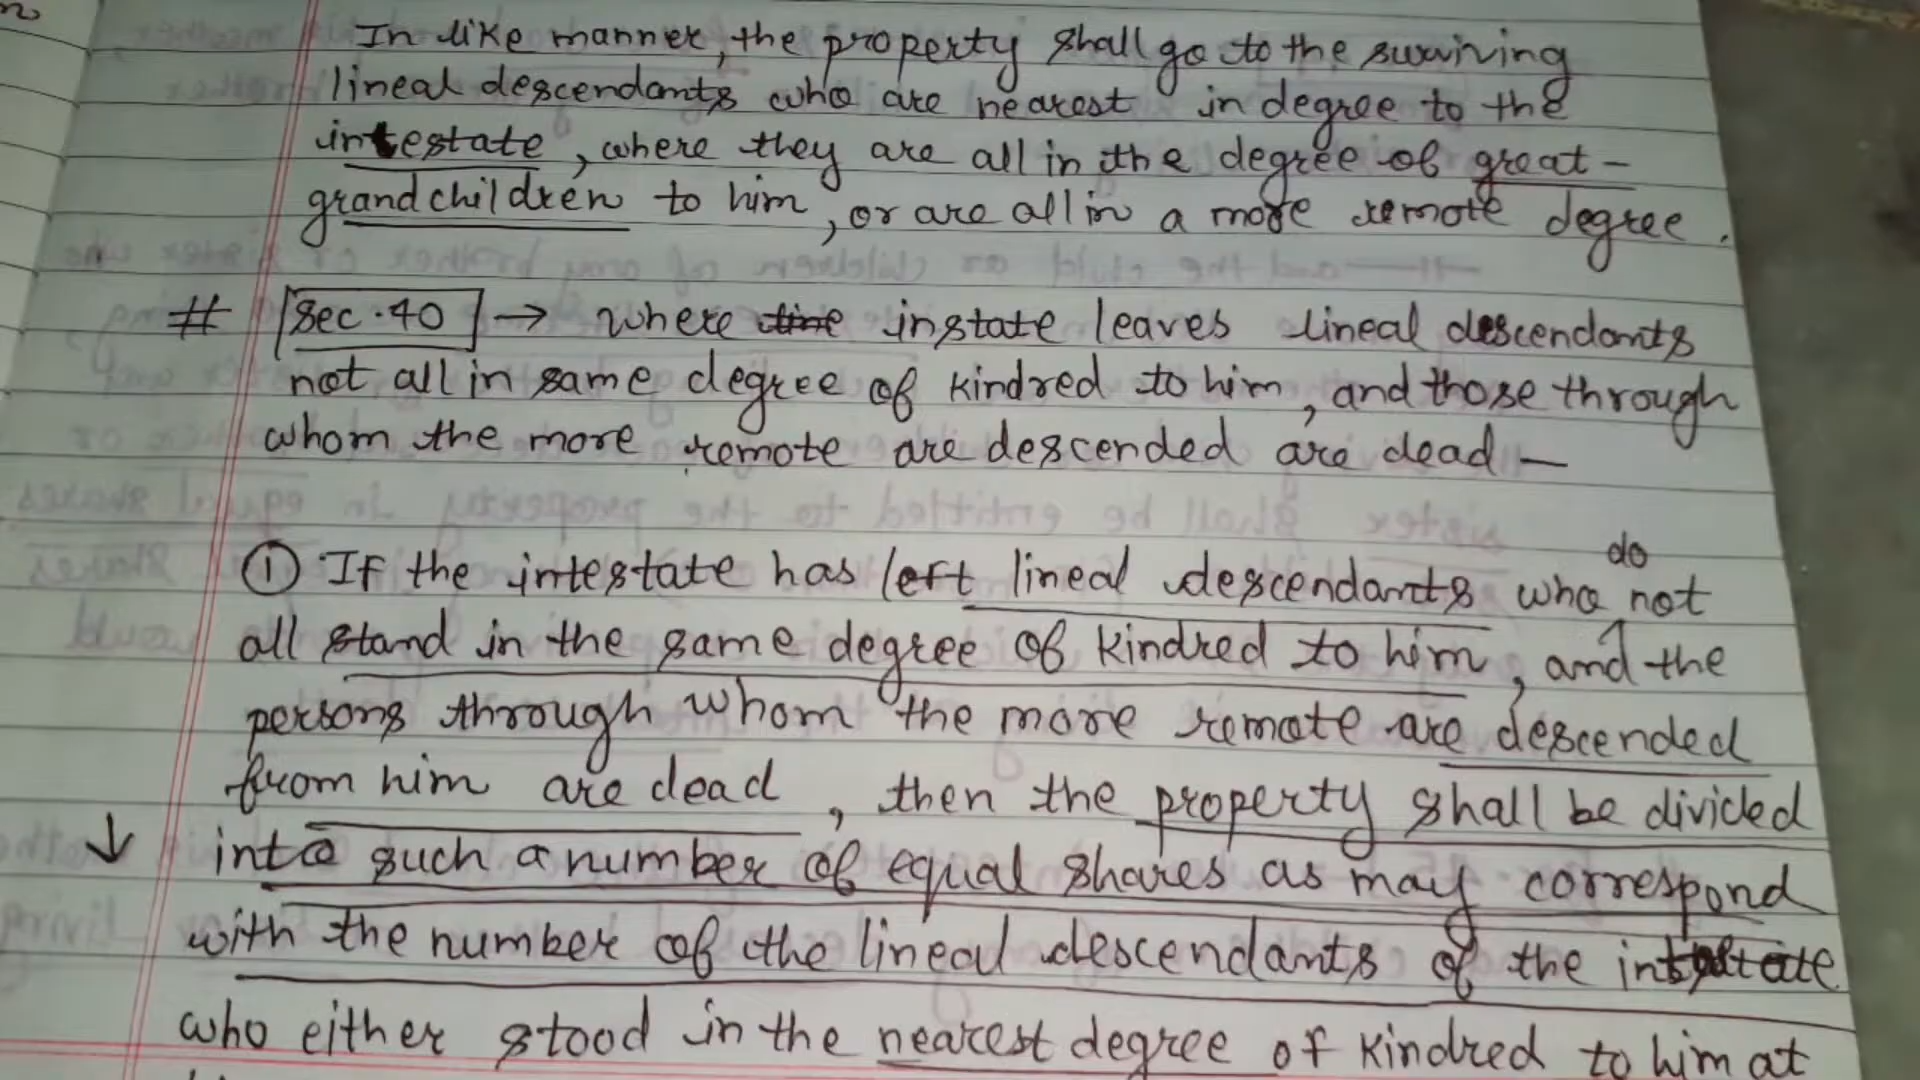 In like manner, the property shall go to the surviving
lineal descendants who are nearest in degree to the
intestate, where they are all in the degree of great-
grandchildren to him, or are all in a more remote degree.
# Sec.40 → where instate leaves lineal descendants
not all in same degree of kindred to him, and those through
whom the more remote are descended are dead —
① If the intestate has left lineal descendants who do not
all stand in the same degree of kindred to him, and the
persons through whom the more remote are descended
from him are dead, then the property shall be divided
↓ into such a number of equal shares as may correspond
with the number of the lineal descendants of the intestate
who either stood in the nearest degree of kindred to him at